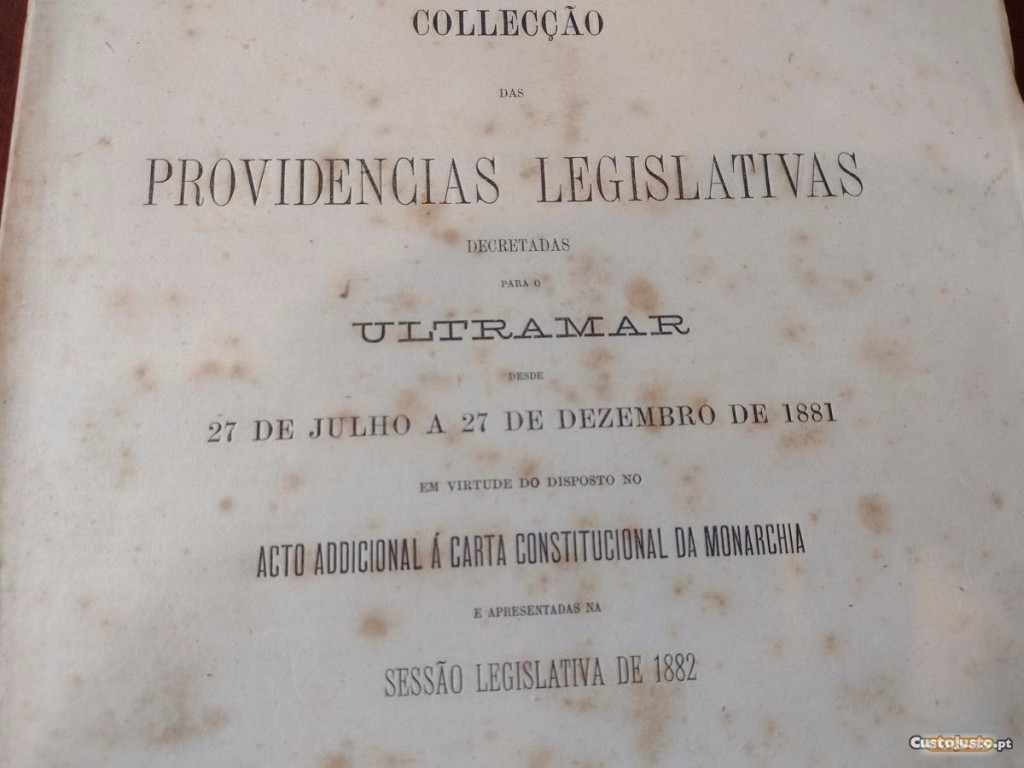 COLLECÇÃO
DAS
PROVIDENCIAS LEGISLATIVAS
DECRETADAS
PARA O
ULTRAMAR
DESDE
27 DE JULHO A 27 DE DEZEMBRO DE 1881
EM VIRTUDE DO DISPOSTO NO
ACTO ADDICIONAL Á CARTA CONSTITUCIONAL DA MONARCHIA
E APRESENTADAS NA
SESSÃO LEGISLATIVA DE 1882
CustoJusto.pt